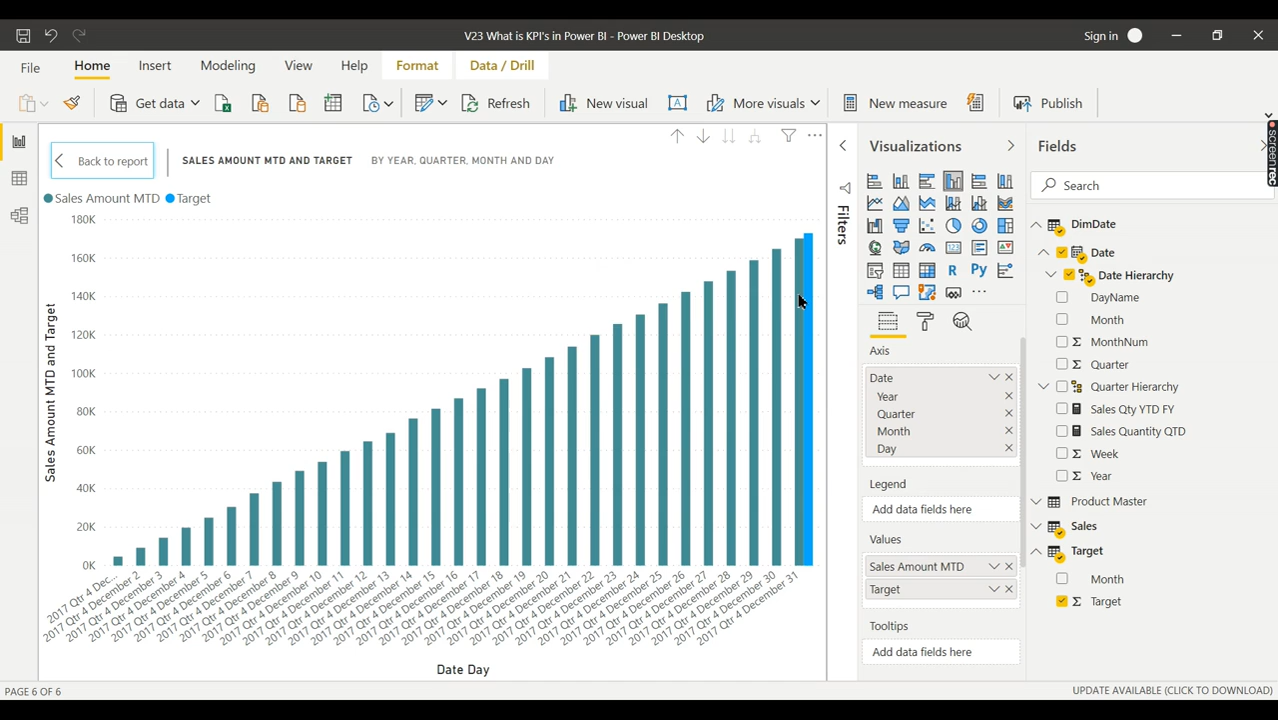 V23 What is KPI's in Power BI - Power BI Desktop
Sign in
File Home Insert Modeling View Help Format Data / Drill
Get data Refresh New visual More visuals New measure Publish
Back to report
SALES AMOUNT MTD AND TARGET BY YEAR, QUARTER, MONTH AND DAY
Sales Amount MTD Target
180K
160K
140K
120K
100K
80K
60K
40K
20K
0K
Sales Amount MTD and Target
2017 Qtr 4 Dec...
2017 Qtr 4 December 2
2017 Qtr 4 December 3
2017 Qtr 4 December 4
2017 Qtr 4 December 5
2017 Qtr 4 December 6
2017 Qtr 4 December 7
2017 Qtr 4 December 8
2017 Qtr 4 December 9
2017 Qtr 4 December 10
2017 Qtr 4 December 11
2017 Qtr 4 December 12
2017 Qtr 4 December 13
2017 Qtr 4 December 14
2017 Qtr 4 December 15
2017 Qtr 4 December 16
2017 Qtr 4 December 17
2017 Qtr 4 December 18
2017 Qtr 4 December 19
2017 Qtr 4 December 20
2017 Qtr 4 December 21
2017 Qtr 4 December 22
2017 Qtr 4 December 23
2017 Qtr 4 December 24
2017 Qtr 4 December 25
2017 Qtr 4 December 26
2017 Qtr 4 December 27
2017 Qtr 4 December 28
2017 Qtr 4 December 29
2017 Qtr 4 December 30
2017 Qtr 4 December 31
Date Day
Filters
Visualizations
R Py
123
Axis
Date
Year
Quarter
Month
Day
Legend
Add data fields here
Values
Sales Amount MTD
Target
Tooltips
Add data fields here
Fields
Search
DimDate
Date
Date Hierarchy
DayName
Month
Σ MonthNum
Σ Quarter
Quarter Hierarchy
Sales Qty YTD FY
Sales Quantity QTD
Σ Week
Σ Year
Product Master
Sales
Target
Month
Σ Target
screenrec
PAGE 6 OF 6
UPDATE AVAILABLE (CLICK TO DOWNLOAD)